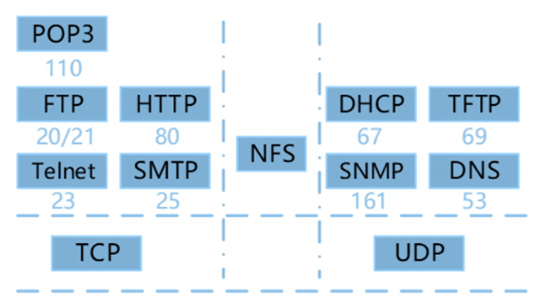 POP3
110
FTP HTTP DHCP TFTP
20/21 80 67 69
NFS
Telnet SMTP SNMP DNS
23 25 161 53
TCP UDP